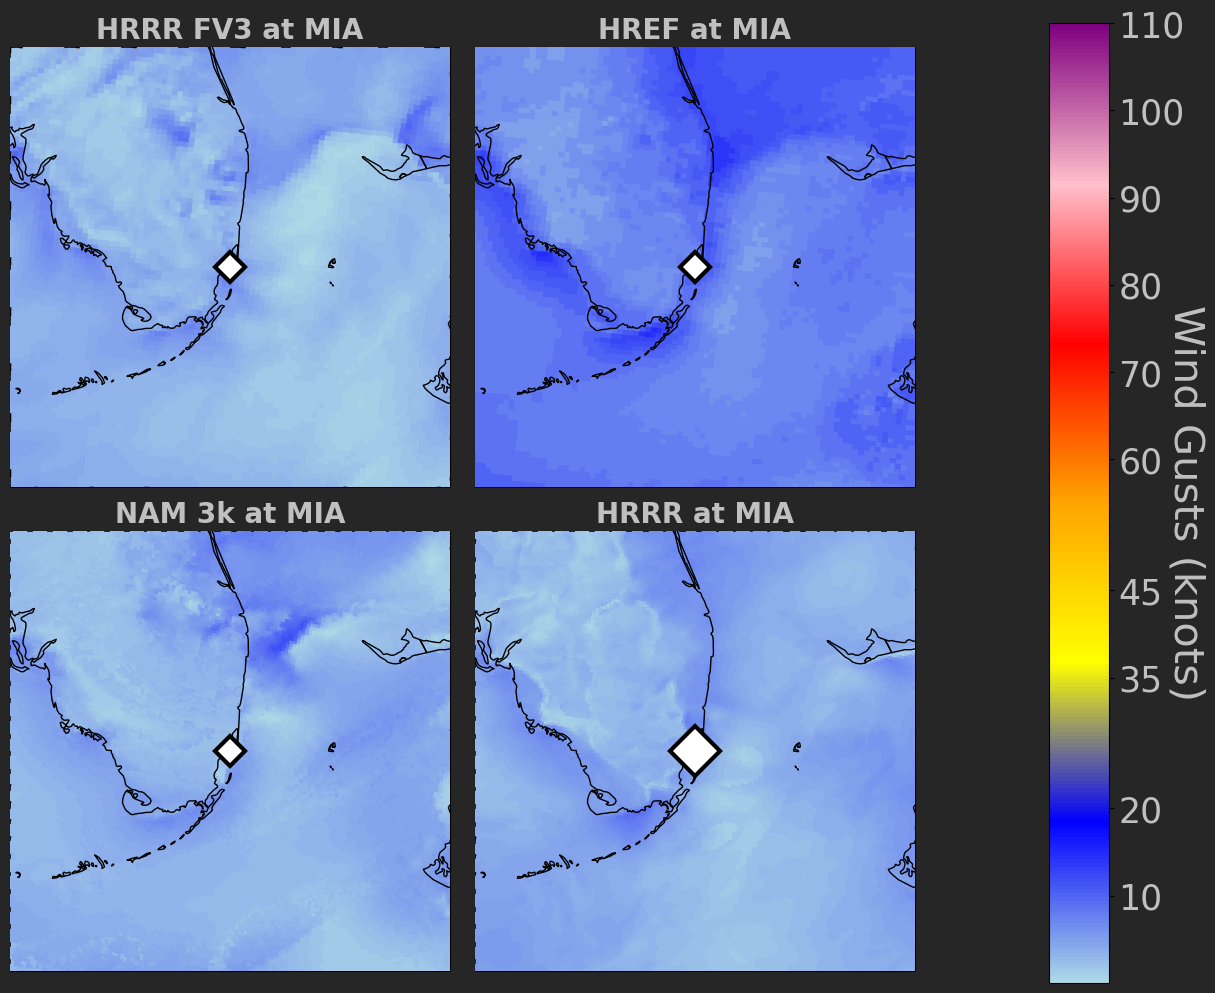 HRRR FV3 at MIA
HREF at MIA
NAM 3k at MIA
HRRR at MIA
110
100
90
80
70
60
45
35
20
10
Wind Gusts (knots)